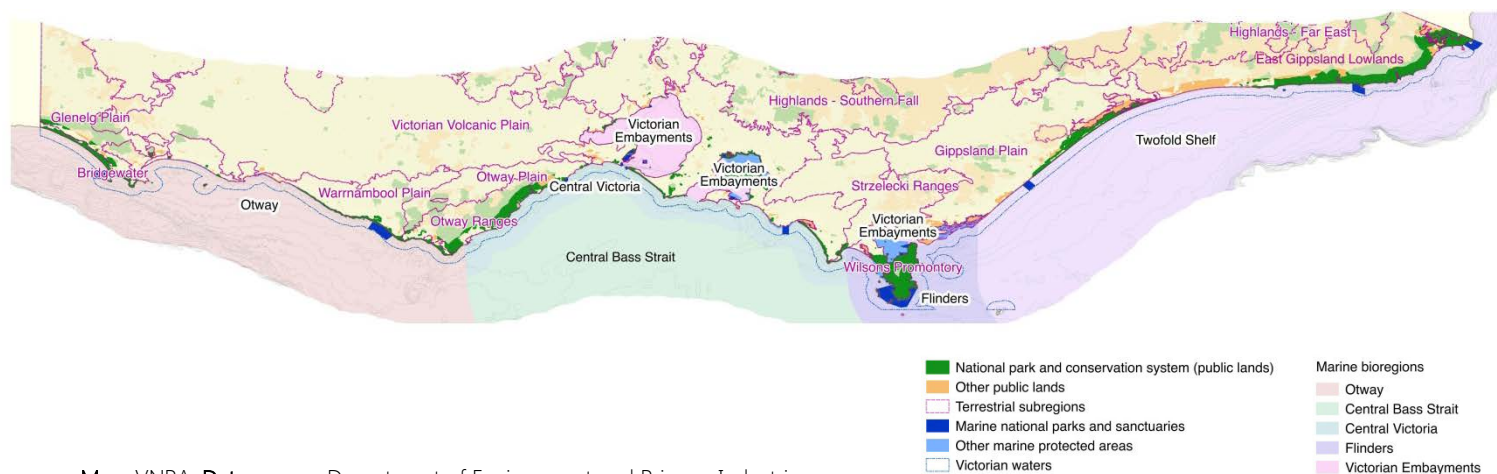 Highlands - Far East
East Gippsland Lowlands
Glenelg Plain
Victorian Volcanic Plain
Highlands - Southern Fall
Victorian
Embayments
Twofold Shelf
Gippsland Plain
Bridgewater
Otway Plain
Victorian
Embayments
Central Victoria
Warrnambool Plain
Strzelecki Ranges
Otway
Otway Ranges
Victorian
Embayments
Central Bass Strait
Wilsons Promontory
Flinders
National park and conservation system (public lands)
Other public lands
Terrestrial subregions
Marine national parks and sanctuaries
Other marine protected areas
Victorian waters
Marine bioregions
Otway
Central Bass Strait
Central Victoria
Flinders
Victorian Embayments